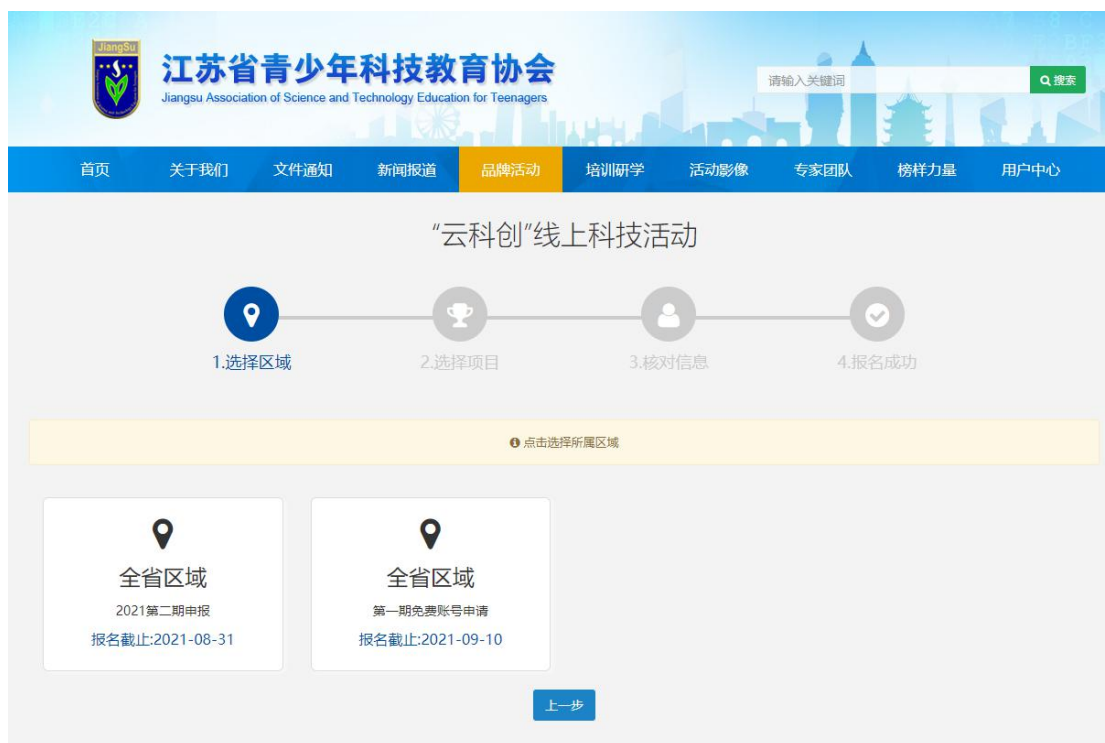 JiangSu
江苏省青少年科技教育协会
Jiangsu Association of Science and Technology Education for Teenagers
请输入关键词
搜索
首页 关于我们 文件通知 新闻报道 品牌活动 培训研学 活动影像 专家团队 榜样力量 用户中心
“云科创”线上科技活动
1.选择区域 2.选择项目 3.核对信息 4.报名成功
点击选择所属区域
全省区域
2021第二期申报
报名截止:2021-08-31
全省区域
第一期免费账号申请
报名截止:2021-09-10
上一步